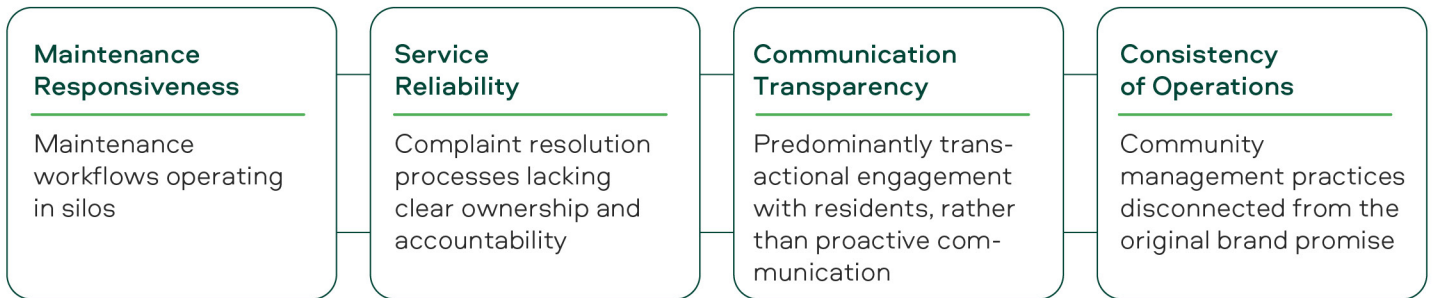 Maintenance
Responsiveness
Maintenance
workflows operating
in silos
Service
Reliability
Complaint resolution
processes lacking
clear ownership and
accountability
Communication
Transparency
Predominantly trans-
actional engagement
with residents, rather
than proactive com-
munication
Consistency
of Operations
Community
management practices
disconnected from the
original brand promise